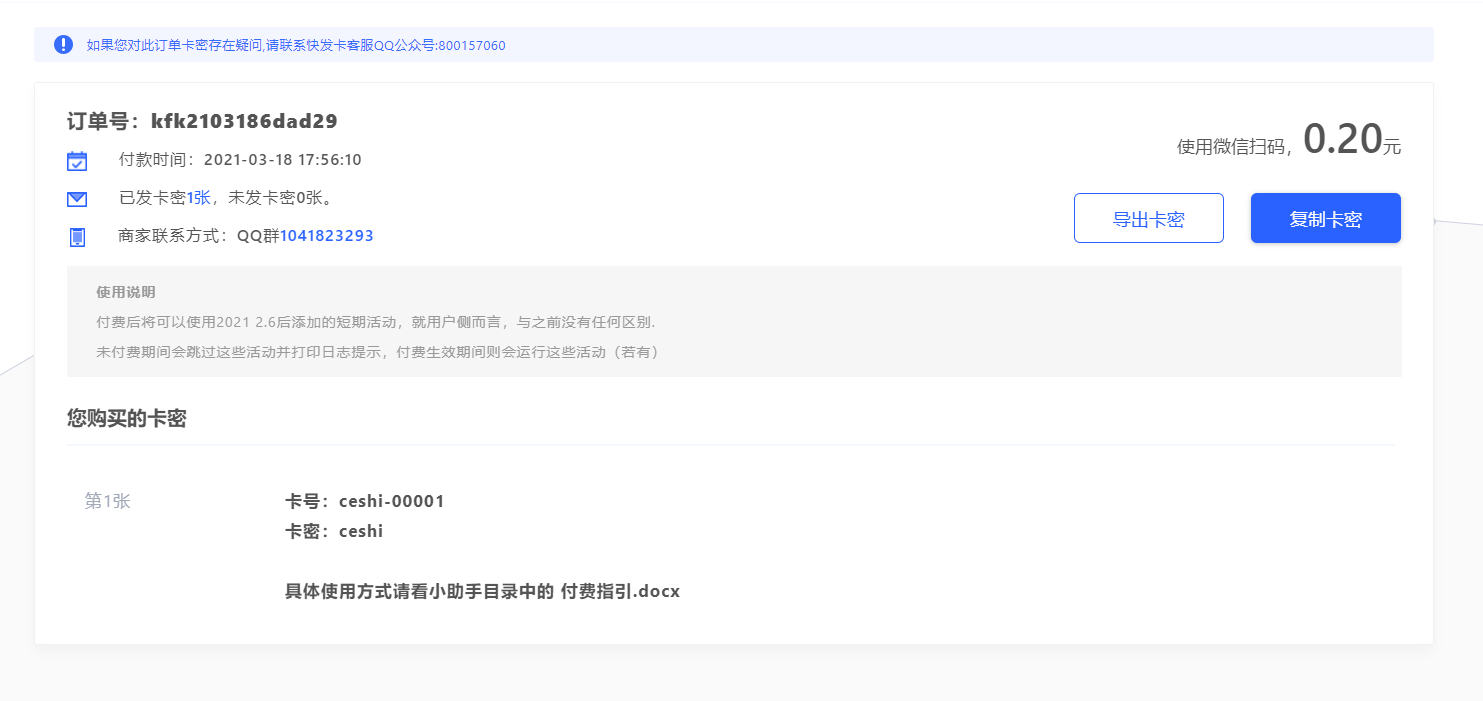 如果您对此订单卡密存在疑问,请联系快发卡客服QQ公众号:800157060
订单号：kfk2103186dad29
付款时间：2021-03-18 17:56:10
已发卡密1张，未发卡密0张。
商家联系方式：QQ群1041823293
使用微信扫码，0.20元
导出卡密
复制卡密
使用说明
付费后将可以使用2021 2.6后添加的短期活动，就用户侧而言，与之前没有任何区别.
未付费期间会跳过这些活动并打印日志提示，付费生效期间则会运行这些活动（若有）
您购买的卡密
第1张
卡号：ceshi-00001
卡密：ceshi
具体使用方式请看小助手目录中的 付费指引.docx